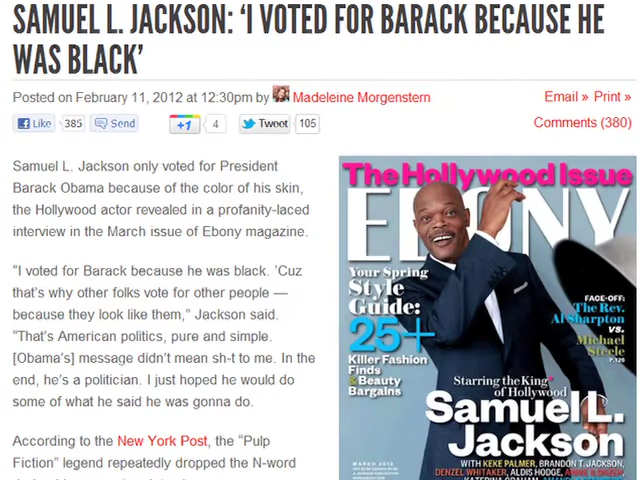 SAMUEL L. JACKSON: ‘I VOTED FOR BARACK BECAUSE HE
WAS BLACK’
Posted on February 11, 2012 at 12:30pm by Madeleine Morgenstern
Email » Print »
Like 385 Send +1 4 Tweet 105
Comments (380)
Samuel L. Jackson only voted for President
Barack Obama because of the color of his skin,
the Hollywood actor revealed in a profanity-laced
interview in the March issue of Ebony magazine.
“I voted for Barack because he was black. ’Cuz
that’s why other folks vote for other people —
because they look like them,” Jackson said.
“That’s American politics, pure and simple.
[Obama’s] message didn’t mean sh-t to me. In the
end, he’s a politician. I just hoped he would do
some of what he said he was gonna do.
According to the New York Post, the “Pulp
Fiction” legend repeatedly dropped the N-word
The Hollywood Issue
EBONY
Your Spring
Style
Guide:
25+
Killer Fashion
Finds
& Beauty
Bargains
FACE-OFF:
The Rev.
Al Sharpton
vs.
Michael
Steele
P.120
Starring the King
of Hollywood
Samuel L.
Jackson
WITH KEKE PALMER, BRANDON T. JACKSON,
DENZEL WHITAKER, ALDIS HODGE,
MARCH 2012